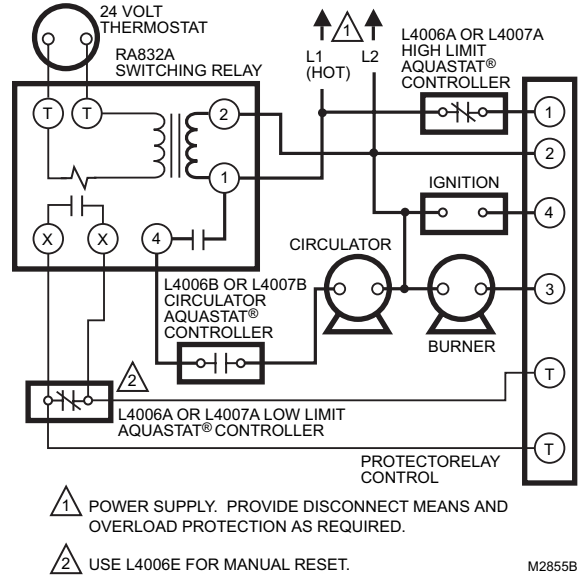 24 VOLT
THERMOSTAT
RA832A
SWITCHING RELAY
1
L1
(HOT)
L2
L4006A OR L4007A
HIGH LIMIT
AQUASTAT®
CONTROLLER
T
T
2
1
1
2
IGNITION
4
X
X
4
CIRCULATOR
3
BURNER
L4006B OR L4007B
CIRCULATOR
AQUASTAT®
CONTROLLER
2
T
L4006A OR L4007A LOW LIMIT
AQUASTAT® CONTROLLER
T
PROTECTORELAY
CONTROL
1 POWER SUPPLY. PROVIDE DISCONNECT MEANS AND
OVERLOAD PROTECTION AS REQUIRED.
2 USE L4006E FOR MANUAL RESET.
M2855B